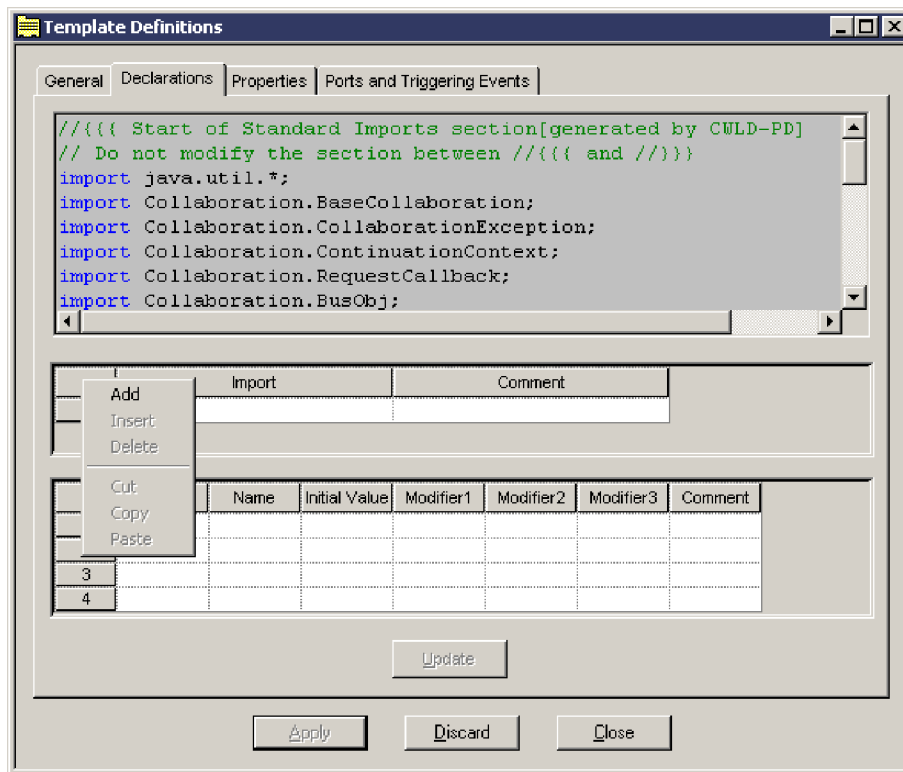 Template Definitions
General Declarations Properties Ports and Triggering Events
//{{{ Start of Standard Imports section[generated by CWLD-PD]
// Do not modify the section between //{{{ and //}}}
import java.util.*;
import Collaboration.BaseCollaboration;
import Collaboration.CollaborationException;
import Collaboration.ContinuationContext;
import Collaboration.RequestCallback;
import Collaboration.BusObj;
Import Comment
Add
Insert
Delete
Cut
Copy
Paste
Name Initial Value Modifier1 Modifier2 Modifier3 Comment
3
4
Update
Apply Discard Close